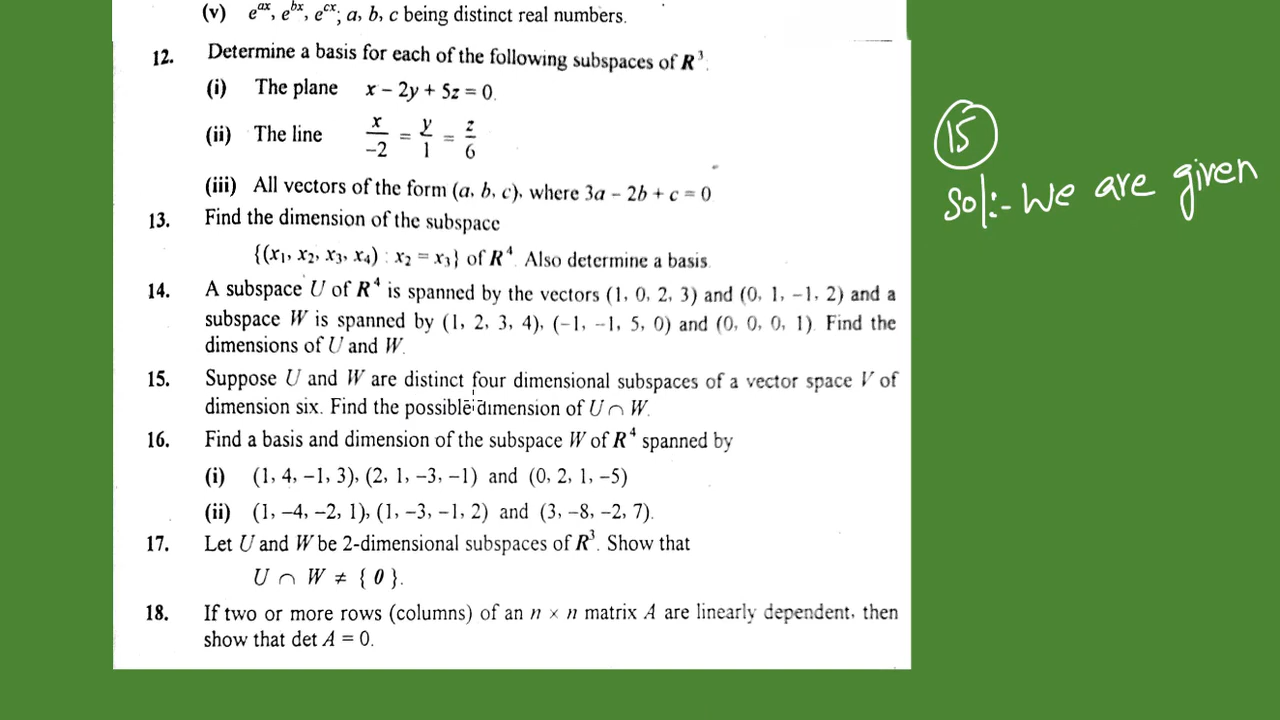 (v) e^{ax}, e^{bx}, e^{cx}; a, b, c being distinct real numbers.
12. Determine a basis for each of the following subspaces of R³.
(i) The plane x – 2y + 5z = 0.
(ii) The line x/–2 = y/1 = z/6
(iii) All vectors of the form (a, b, c), where 3a – 2b + c = 0
13. Find the dimension of the subspace
{(x₁, x₂, x₃, x₄) : x₂ = x₃} of R⁴. Also determine a basis.
14. A subspace U of R⁴ is spanned by the vectors (1, 0, 2, 3) and (0, 1, –1, 2) and a
subspace W is spanned by (1, 2, 3, 4), (–1, –1, 5, 0) and (0, 0, 0, 1). Find the
dimensions of U and W.
15. Suppose U and W are distinct four dimensional subspaces of a vector space V of
dimension six. Find the possible dimension of U ∩ W.
16. Find a basis and dimension of the subspace W of R⁴ spanned by
(i) (1, 4, –1, 3), (2, 1, –3, –1) and (0, 2, 1, –5)
(ii) (1, –4, –2, 1), (1, –3, –1, 2) and (3, –8, –2, 7).
17. Let U and W be 2-dimensional subspaces of R³. Show that
U ∩ W ≠ {0}.
18. If two or more rows (columns) of an n × n matrix A are linearly dependent, then
show that det A = 0.
15
Sol:- We are given